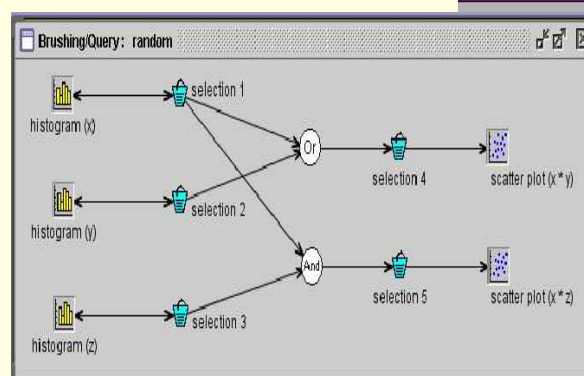 Brushing/Query: random
selection 1
histogram (x)
Or
selection 4
scatter plot (x * y)
selection 2
histogram (y)
And
selection 5
scatter plot (x * z)
selection 3
histogram (z)